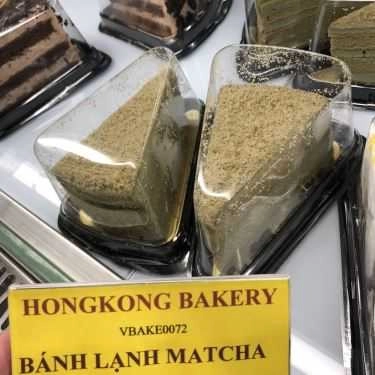 HONGKONG BAKERY
VBAKE0072
BÁNH LẠNH MATCHA